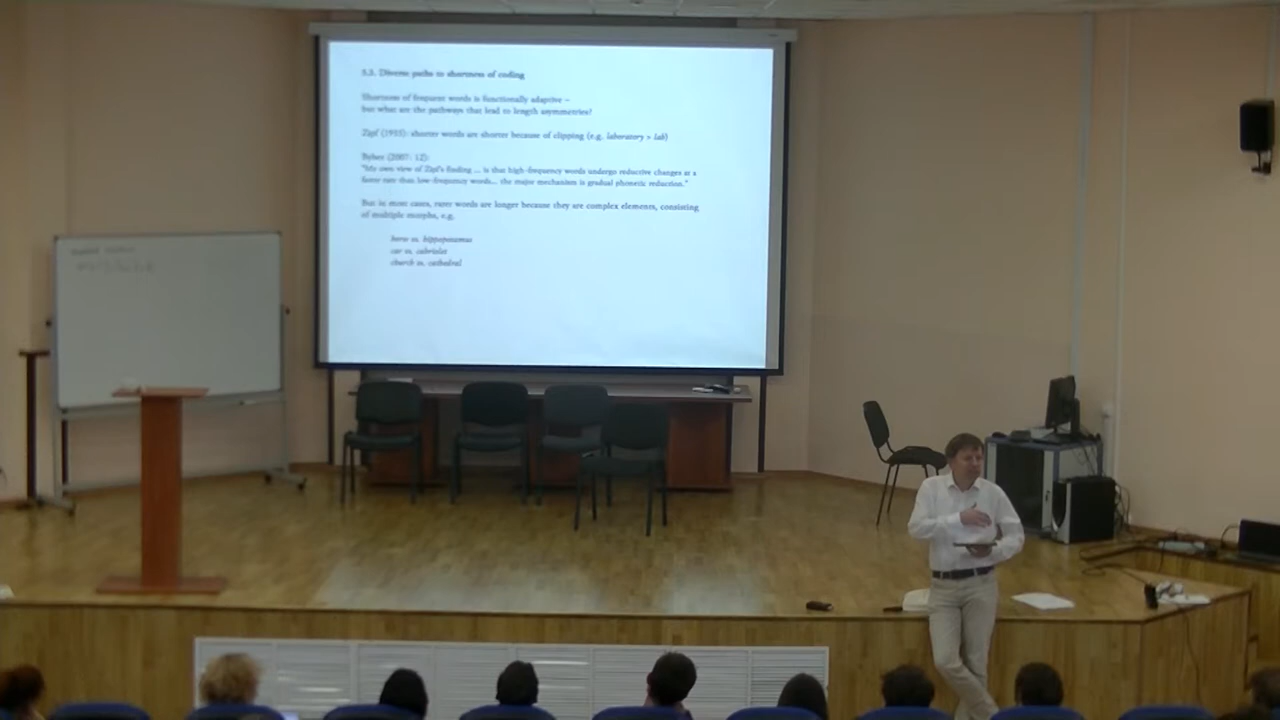 3.3. Diverse paths to shortness of coding
Shortness of frequent words is functionally adaptive –
but what are the pathways that lead to length asymmetries?
Zipf (1935): shorter words are shorter because of clipping (e.g. laboratory > lab)
Bybee (2007: 12):
"My own view of Zipf's finding ... is that high-frequency words undergo reductive changes at a
faster rate than low-frequency words... the major mechanism is gradual phonetic reduction."
But in most cases, rarer words are longer because they are complex elements, consisting
of multiple morphs, e.g.
horse vs. hippopotamus
car vs. cabriolet
church vs. cathedral